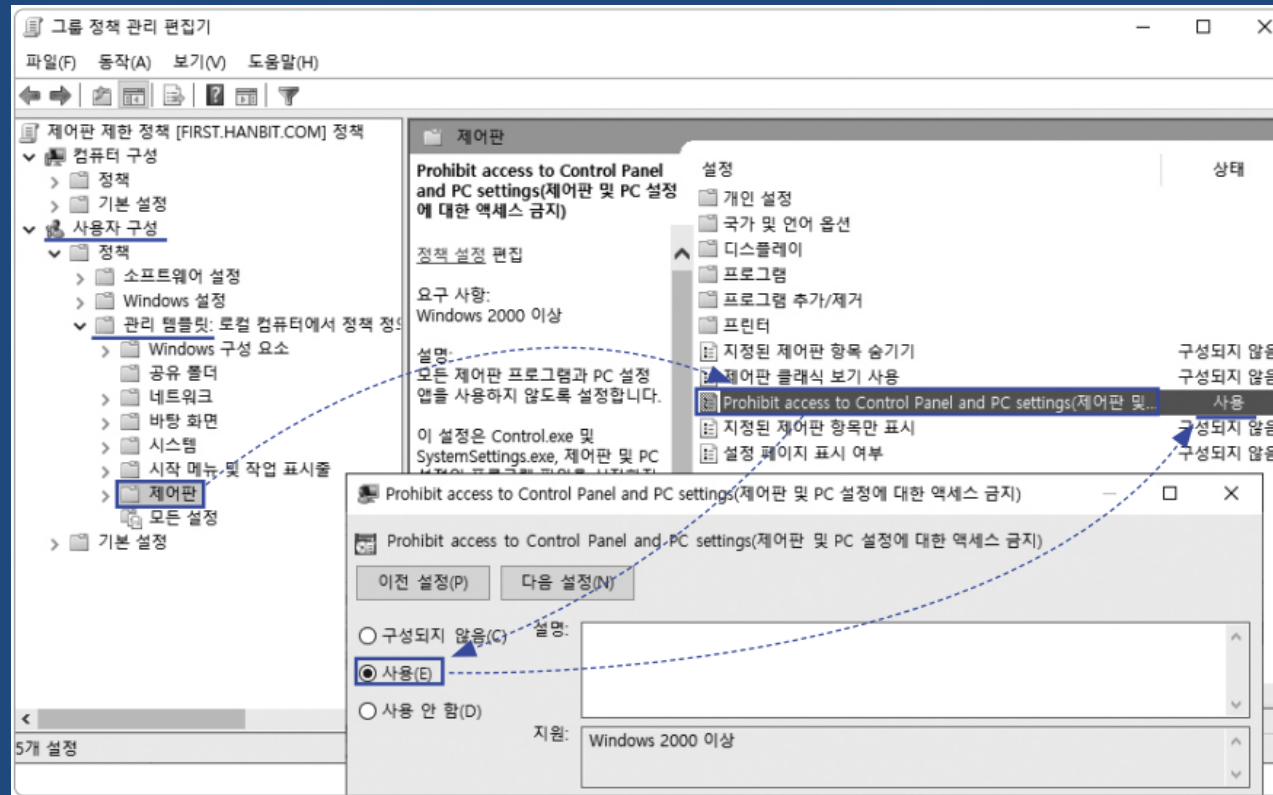 그룹 정책 관리 편집기
파일(F) 동작(A) 보기(V) 도움말(H)
제어판 제한 정책 [FIRST.HANBIT.COM] 정책
컴퓨터 구성
정책
기본 설정
사용자 구성
정책
소프트웨어 설정
Windows 설정
관리 템플릿: 로컬 컴퓨터에서 정책
Windows 구성 요소
공유 폴더
네트워크
바탕 화면
시스템
시작 메뉴 및 작업 표시줄
제어판
모든 설정
기본 설정
5개 설정
제어판
Prohibit access to Control Panel
and PC settings(제어판 및 PC 설정
에 대한 액세스 금지)
정책 설정 편집
요구 사항:
Windows 2000 이상
설명:
모든 제어판 프로그램과 PC 설정
앱을 사용하지 않도록 설정합니다.
이 설정은 Control.exe 및
SystemSettings.exe, 제어판 및 PC
설정 상태
개인 설정
국가 및 언어 옵션
디스플레이
프로그램
프로그램 추가/제거
프린터
지정된 제어판 항목 숨기기 구성되지 않음
제어판 클래식 보기 사용 구성되지 않음
Prohibit access to Control Panel and PC settings(제어판 및... 사용
지정된 제어판 항목만 표시 구성되지 않음
설정 페이지 표시 여부 구성되지 않음
Prohibit access to Control Panel and PC settings(제어판 및 PC 설정에 대한 액세스 금지)
Prohibit access to Control Panel and PC settings(제어판 및 PC 설정에 대한 액세스 금지)
이전 설정(P) 다음 설정(N)
구성되지 않음(C) 설명:
사용(E)
사용 안 함(D)
지원: Windows 2000 이상